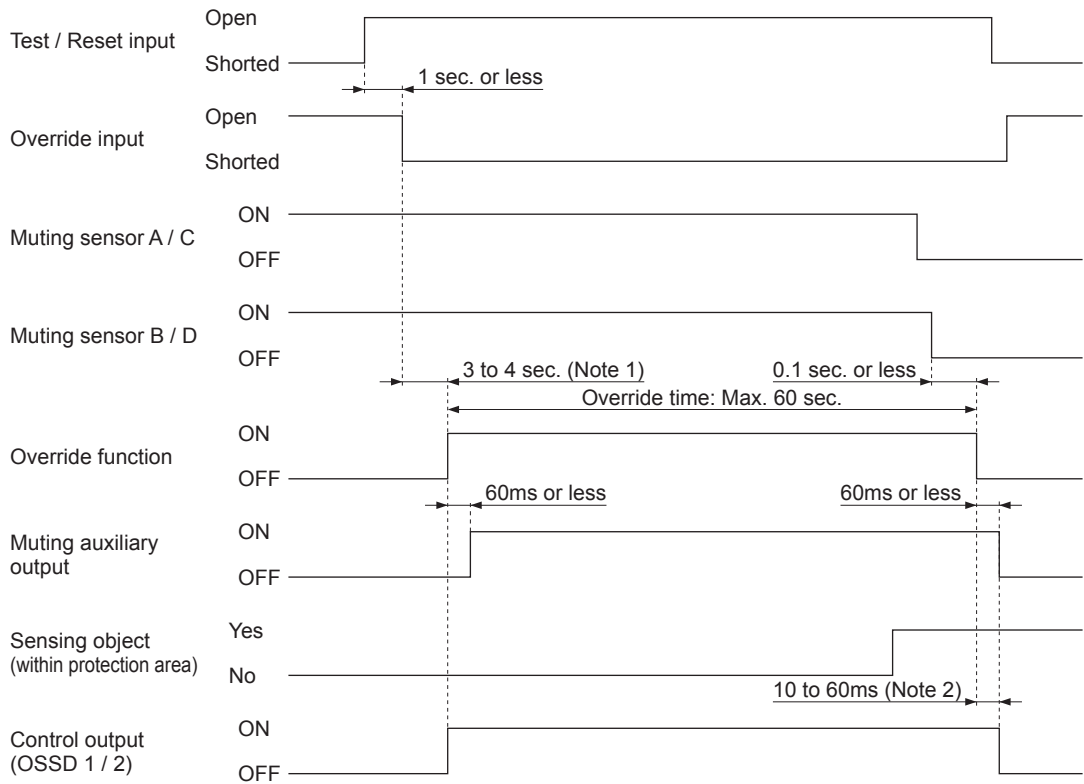 Open
Test / Reset input
Shorted
1 sec. or less
Open
Override input
Shorted
ON
Muting sensor A / C
OFF
ON
Muting sensor B / D
OFF
3 to 4 sec. (Note 1)
0.1 sec. or less
Override time: Max. 60 sec.
ON
Override function
OFF
60ms or less
60ms or less
ON
Muting auxiliary
output
OFF
Yes
Sensing object
(within protection area)
No
10 to 60ms (Note 2)
ON
Control output
(OSSD 1 / 2)
OFF